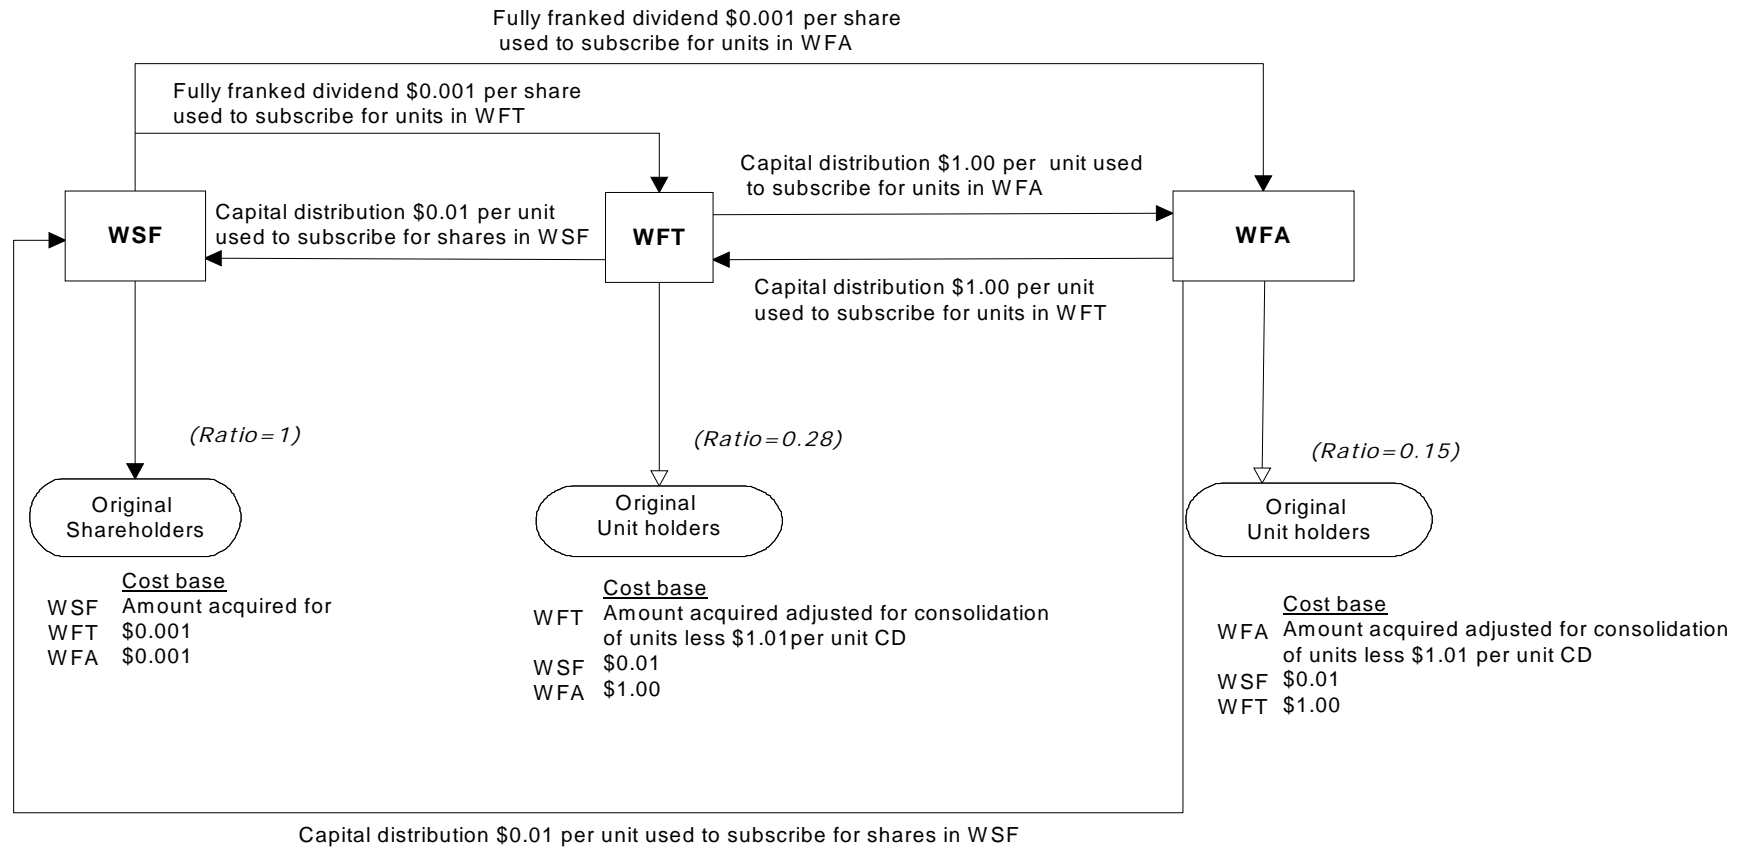 Fully franked dividend $0.001 per share
used to subscribe for units in WFA
Fully franked dividend $0.001 per share
used to subscribe for units in WFT
Capital distribution $1.00 per unit used
to subscribe for units in WFA
WSF
Capital distribution $0.01 per unit
used to subscribe for shares in WSF
WFT
WFA
Capital distribution $1.00 per unit
used to subscribe for units in WFT
(Ratio=1)
(Ratio=0.28)
(Ratio=0.15)
Original
Shareholders
Original
Unit holders
Original
Unit holders
Cost base
WSF Amount acquired for
WFT $0.001
WFA $0.001
Cost base
WFT Amount acquired adjusted for consolidation
of units less $1.01per unit CD
WSF $0.01
WFA $1.00
Cost base
WFA Amount acquired adjusted for consolidation
of units less $1.01 per unit CD
WSF $0.01
WFT $1.00
Capital distribution $0.01 per unit used to subscribe for shares in WSF